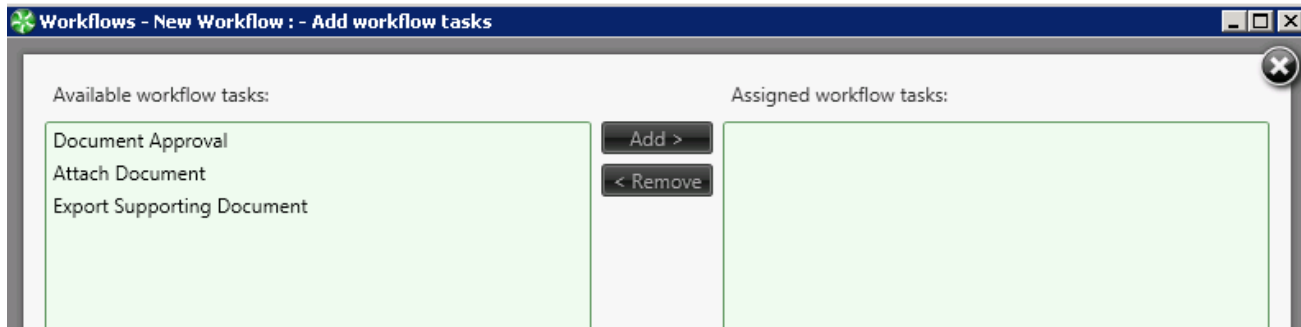 Workflows - New Workflow : - Add workflow tasks
Available workflow tasks:
Assigned workflow tasks:
Document Approval
Attach Document
Export Supporting Document
Add >
< Remove